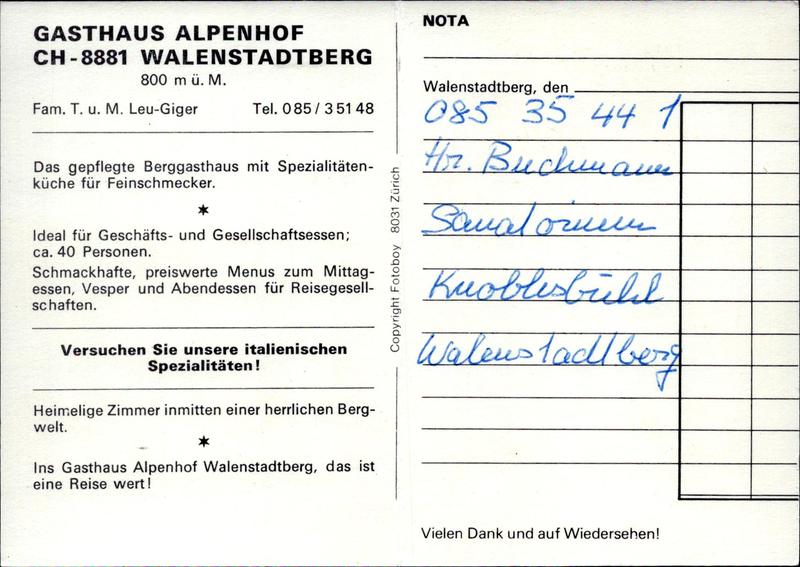 GASTHAUS ALPENHOF
CH-8881 WALENSTADTBERG
800 m ü. M.
Fam. T. u. M. Leu-Giger Tel. 085/35148
Das gepflegte Berggasthaus mit Spezialitäten-
küche für Feinschmecker.
Ideal für Geschäfts- und Gesellschaftsessen;
ca. 40 Personen.
Schmackhafte, preiswerte Menus zum Mittag-
essen, Vesper und Abendessen für Reisegesell-
schaften.
Versuchen Sie unsere italienischen
Spezialitäten!
Heimelige Zimmer inmitten einer herrlichen Berg-
welt.
Ins Gasthaus Alpenhof Walenstadtberg, das ist
eine Reise wert!
Copyright Fotoboy 8031 Zürich
NOTA
Walenstadtberg, den
085 35 44 1
Hr. Buchmann
Sanatorium
Knoblisbühl
Walenstadtberg
Vielen Dank und auf Wiedersehen!